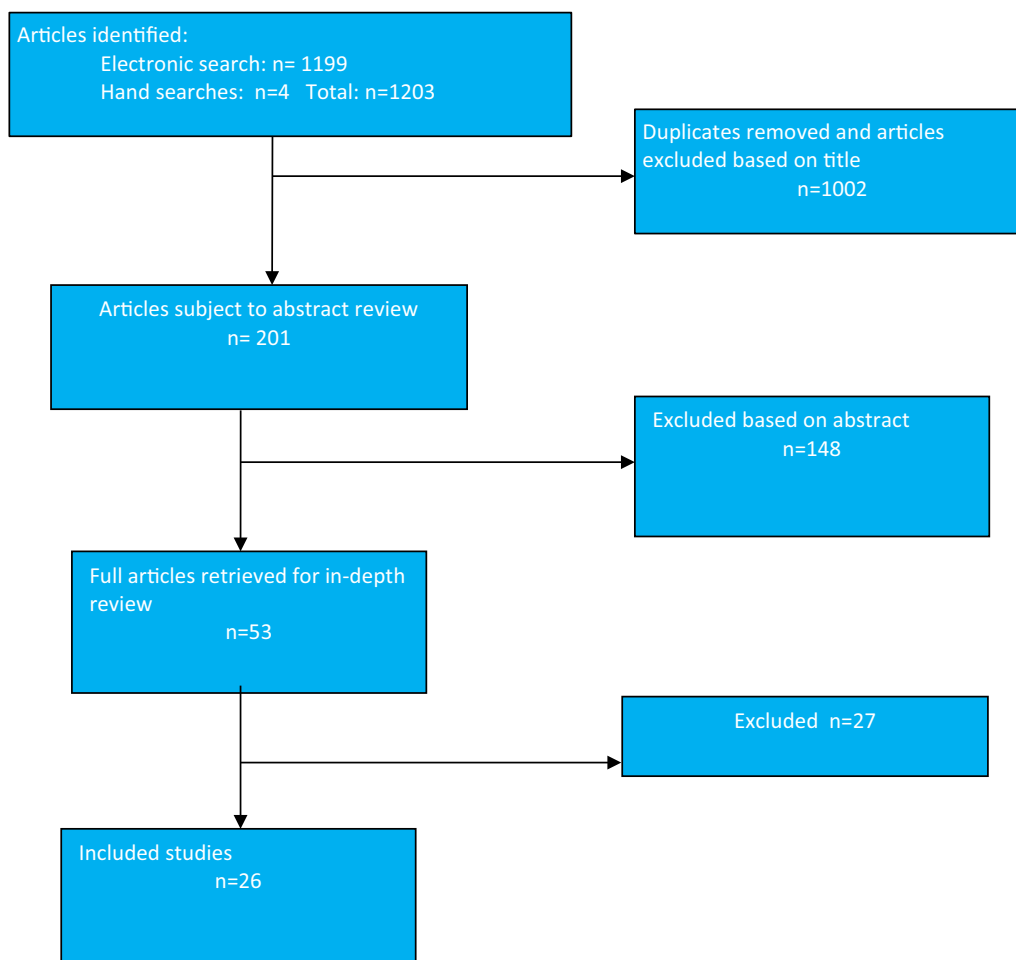 Articles identified:
Electronic search: n= 1199
Hand searches: n=4 Total: n=1203
Duplicates removed and articles
excluded based on title
n=1002
Articles subject to abstract review
n= 201
Excluded based on abstract
n=148
Full articles retrieved for in-depth
review
n=53
Excluded n=27
Included studies
n=26